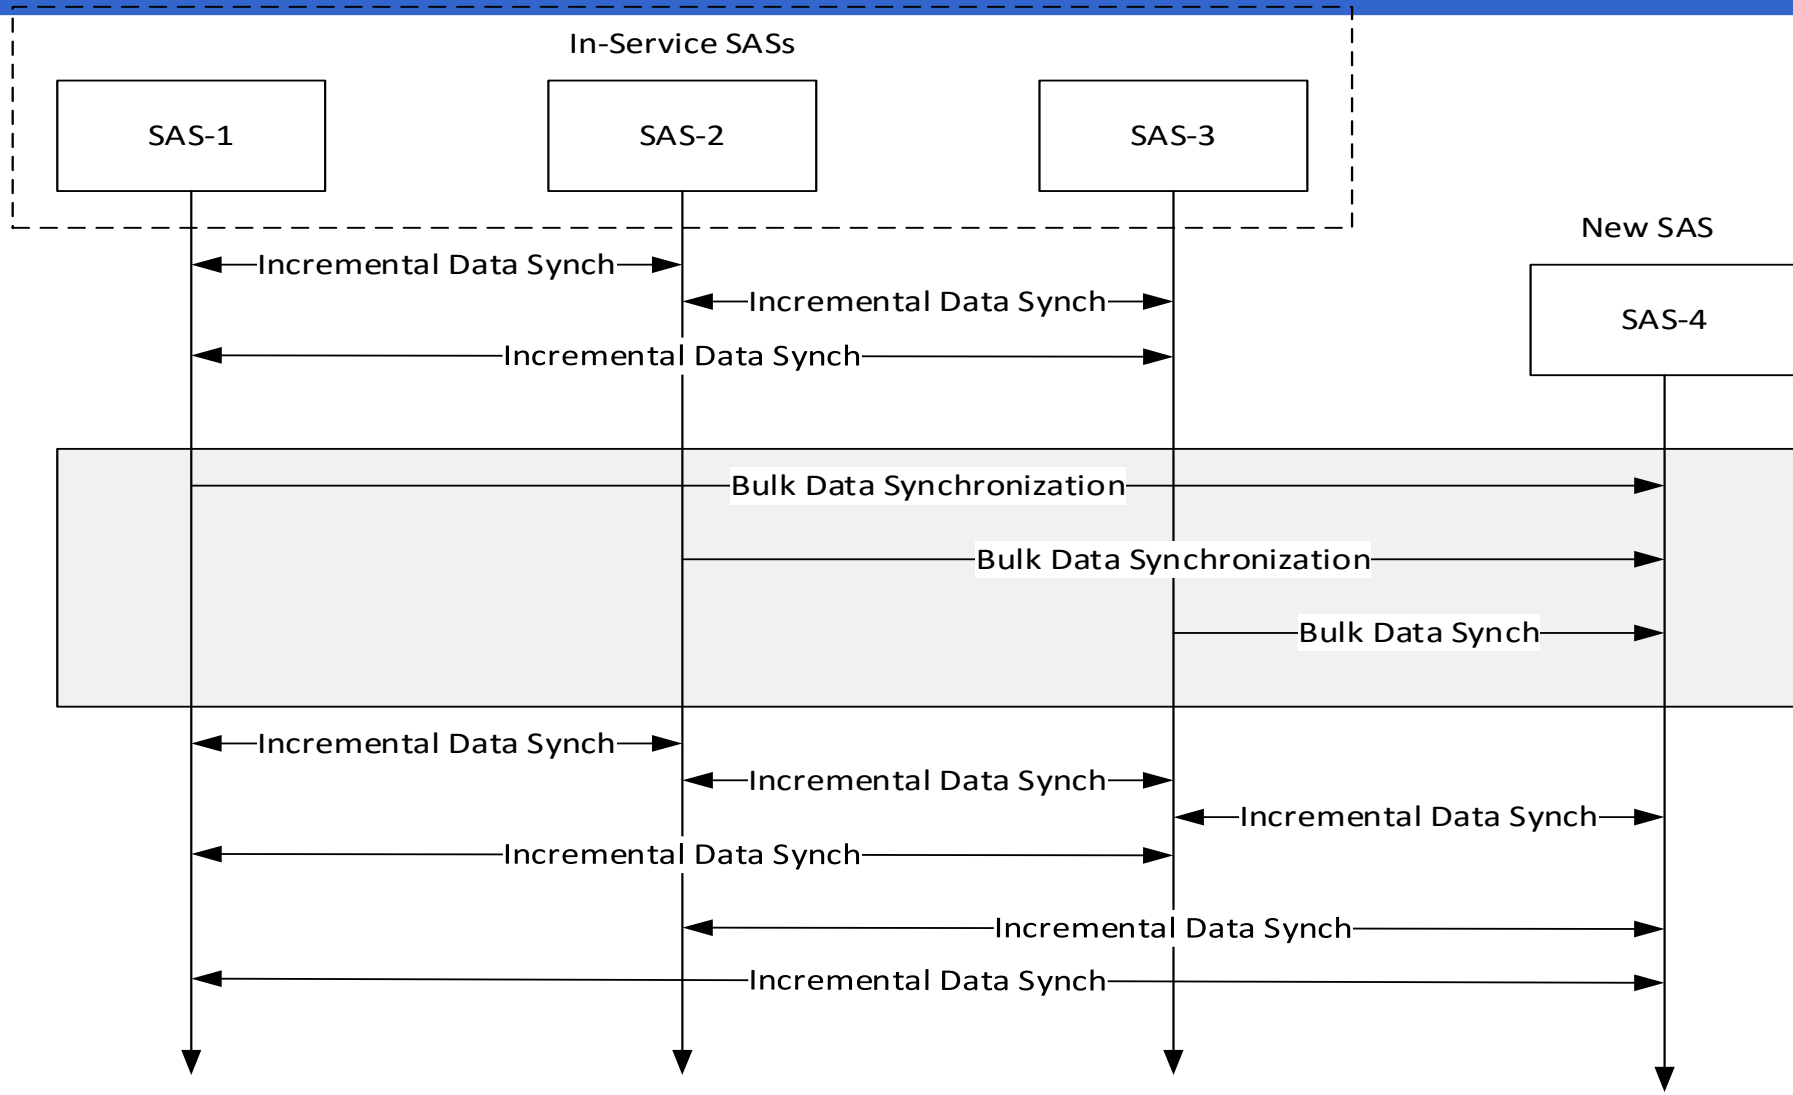 In-Service SASs
SAS-1
SAS-2
SAS-3
New SAS
SAS-4
Incremental Data Synch
Incremental Data Synch
Incremental Data Synch
Bulk Data Synchronization
Bulk Data Synchronization
Bulk Data Synch
Incremental Data Synch
Incremental Data Synch
Incremental Data Synch
Incremental Data Synch
Incremental Data Synch
Incremental Data Synch